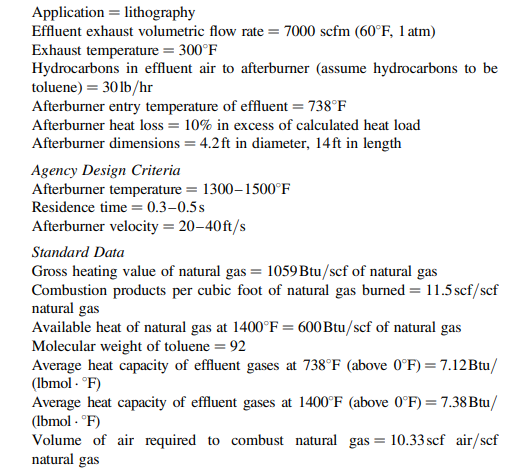 Application = lithography
Effluent exhaust volumetric flow rate = 7000 scfm (60°F, 1 atm)
Exhaust temperature = 300°F
Hydrocarbons in effluent air to afterburner (assume hydrocarbons to be
toluene) = 30 lb/hr
Afterburner entry temperature of effluent = 738°F
Afterburner heat loss = 10% in excess of calculated heat load
Afterburner dimensions = 4.2 ft in diameter, 14 ft in length
Agency Design Criteria
Afterburner temperature = 1300–1500°F
Residence time = 0.3–0.5 s
Afterburner velocity = 20–40 ft/s
Standard Data
Gross heating value of natural gas = 1059 Btu/scf of natural gas
Combustion products per cubic foot of natural gas burned = 11.5 scf/scf
natural gas
Available heat of natural gas at 1400°F = 600 Btu/scf of natural gas
Molecular weight of toluene = 92
Average heat capacity of effluent gases at 738°F (above 0°F) = 7.12 Btu/
(lbmol · °F)
Average heat capacity of effluent gases at 1400°F (above 0°F) = 7.38 Btu/
(lbmol · °F)
Volume of air required to combust natural gas = 10.33 scf air/scf
natural gas